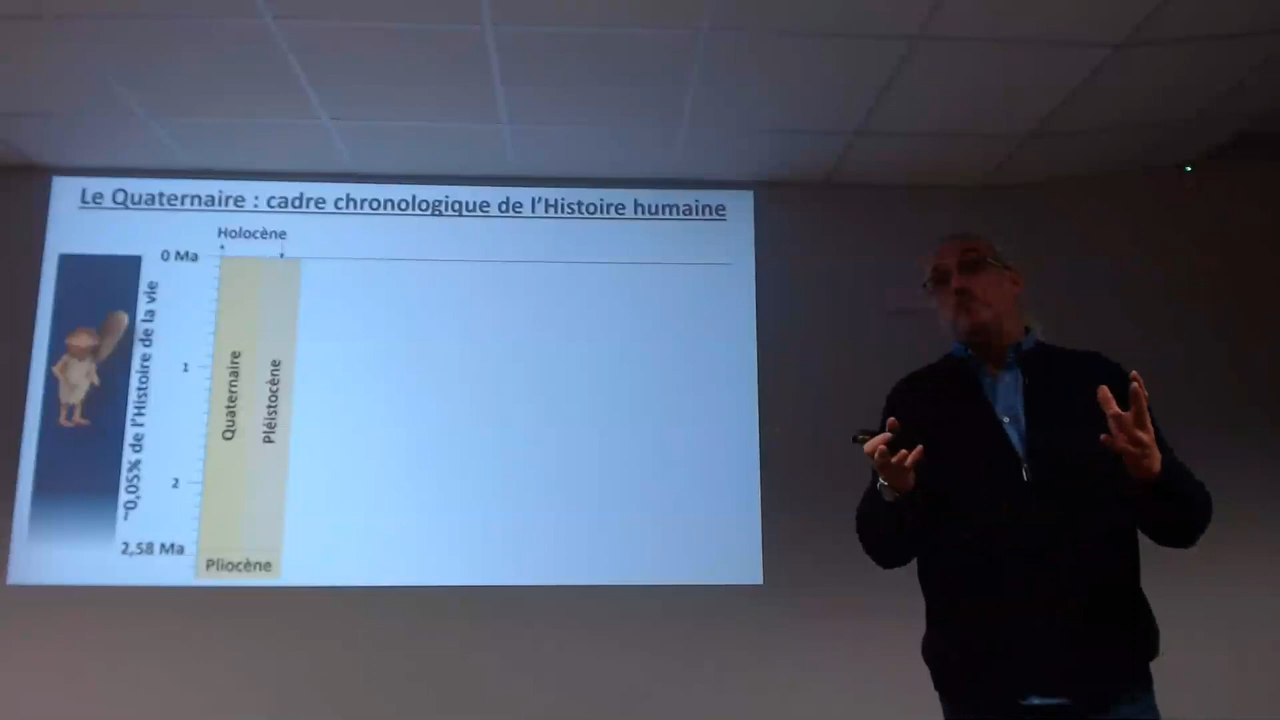 Le Quaternaire : cadre chronologique de l'Histoire humaine
Holocène
0 Ma
~0,05% de l'Histoire de la vie
1
Quaternaire
Pléistocène
2
2,58 Ma
Pliocène